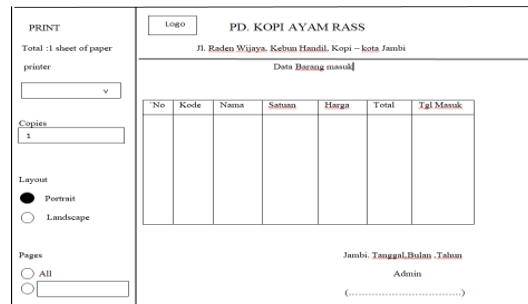 PRINT
Total :1 sheet of paper
printer
v
Copies
1
Layout
Portrait
Landscape
Pages
All
Logo
PD. KOPI AYAM RASS
Jl. Raden Wijaya, Kebun Handil, Kopi – kota Jambi
Data Barang masuk
`No Kode Nama Satuan Harga Total Tgl Masuk
Jambi. Tanggal,Bulan ,Tahun
Admin
(..................................)